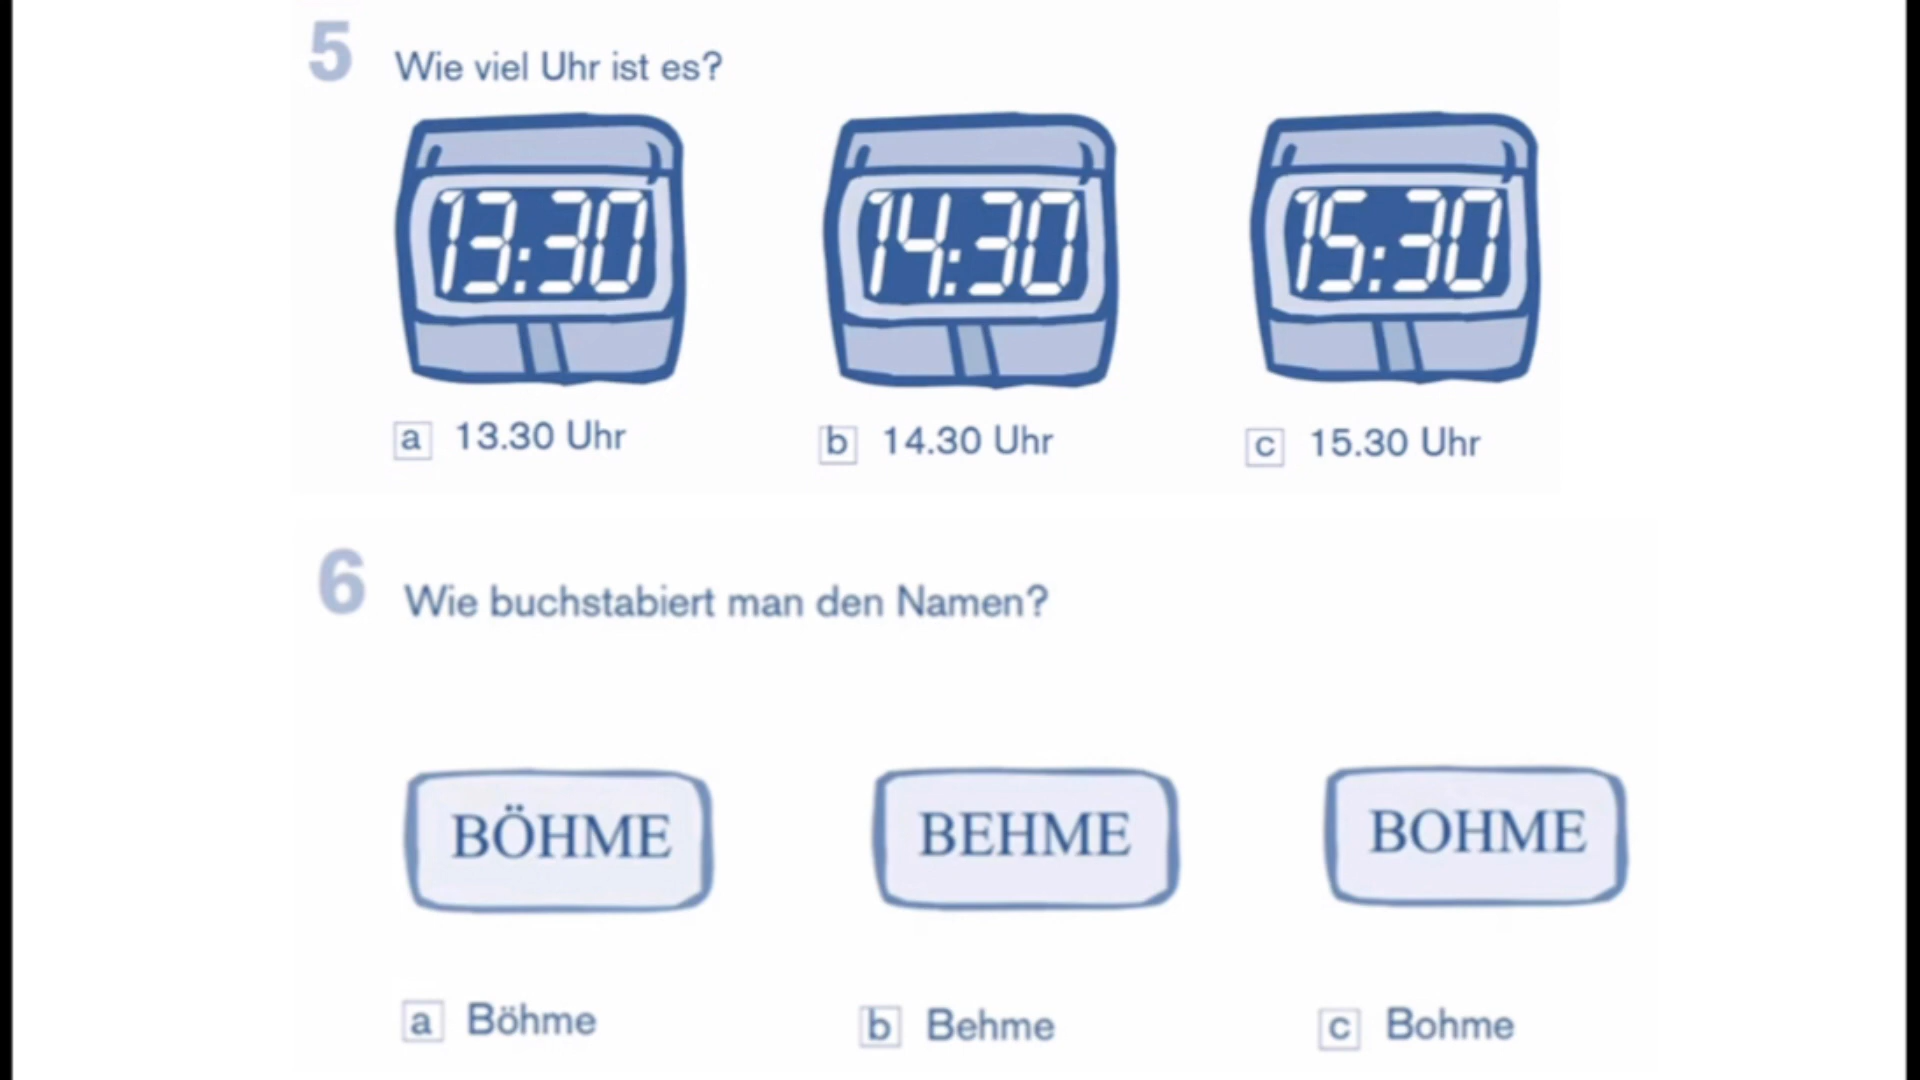 5 Wie viel Uhr ist es?
13:30 14:30 15:30
a 13.30 Uhr b 14.30 Uhr c 15.30 Uhr
6 Wie buchstabiert man den Namen?
BÖHME BEHME BOHME
a Böhme b Behme c Bohme